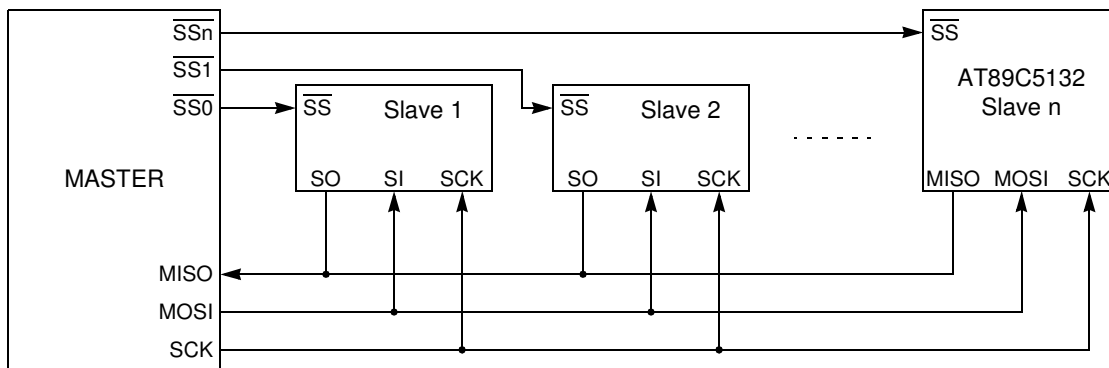 SSn
SS
SS1
AT89C5132
Slave n
SS0
SS
Slave 1
SS
Slave 2
MASTER
SO SI SCK
SO SI SCK
MISO MOSI SCK
MISO
MOSI
SCK